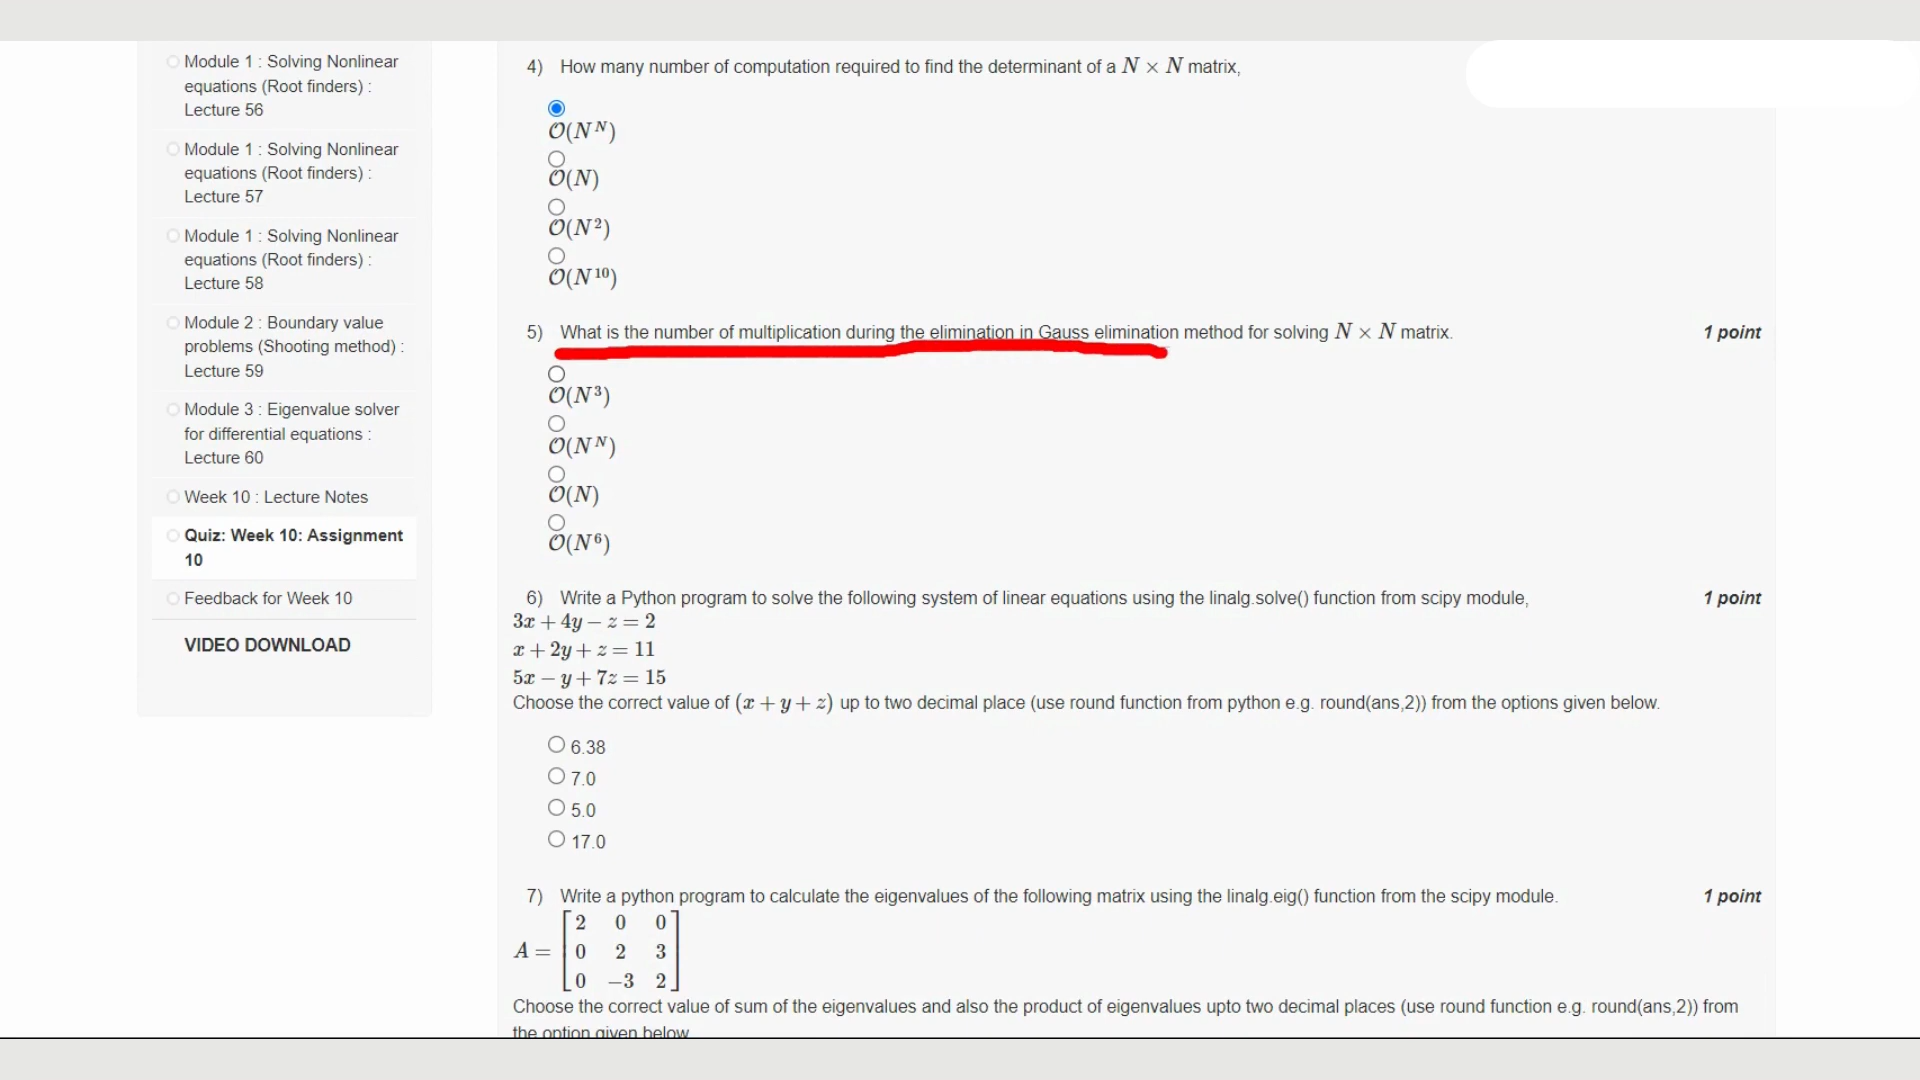 Module 1 : Solving Nonlinear
equations (Root finders) :
Lecture 56
Module 1 : Solving Nonlinear
equations (Root finders) :
Lecture 57
Module 1 : Solving Nonlinear
equations (Root finders) :
Lecture 58
Module 2 : Boundary value
problems (Shooting method) :
Lecture 59
Module 3 : Eigenvalue solver
for differential equations :
Lecture 60
Week 10 : Lecture Notes
Quiz: Week 10: Assignment
10
Feedback for Week 10
VIDEO DOWNLOAD
4) How many number of computation required to find the determinant of a N × N matrix,
O(N^N)
O(N)
O(N^2)
O(N^10)
5) What is the number of multiplication during the elimination in Gauss elimination method for solving N × N matrix. 1 point
O(N^3)
O(N^N)
O(N)
O(N^6)
6) Write a Python program to solve the following system of linear equations using the linalg.solve() function from scipy module, 1 point
3x + 4y − z = 2
x + 2y + z = 11
5x − y + 7z = 15
Choose the correct value of (x + y + z) up to two decimal place (use round function from python e.g. round(ans,2)) from the options given below.
6.38
7.0
5.0
17.0
7) Write a python program to calculate the eigenvalues of the following matrix using the linalg.eig() function from the scipy module. 1 point
2 0 0
A = 0 2 3
0 −3 2
Choose the correct value of sum of the eigenvalues and also the product of eigenvalues upto two decimal places (use round function e.g. round(ans,2)) from
the option given below